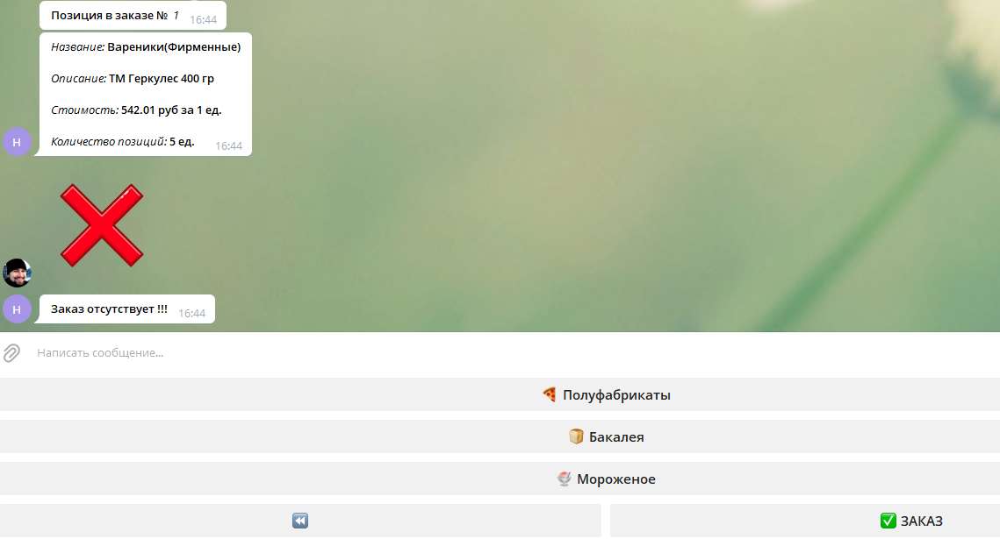 Позиция в заказе № 1 16:44
Название: Вареники(Фирменные)
Описание: ТМ Геркулес 400 гр
Стоимость: 542.01 руб за 1 ед.
Количество позиций: 5 ед. 16:44
Н
Н
Заказ отсутствует !!! 16:44
Написать сообщение...
Полуфабрикаты
Бакалея
Мороженое
ЗАКАЗ